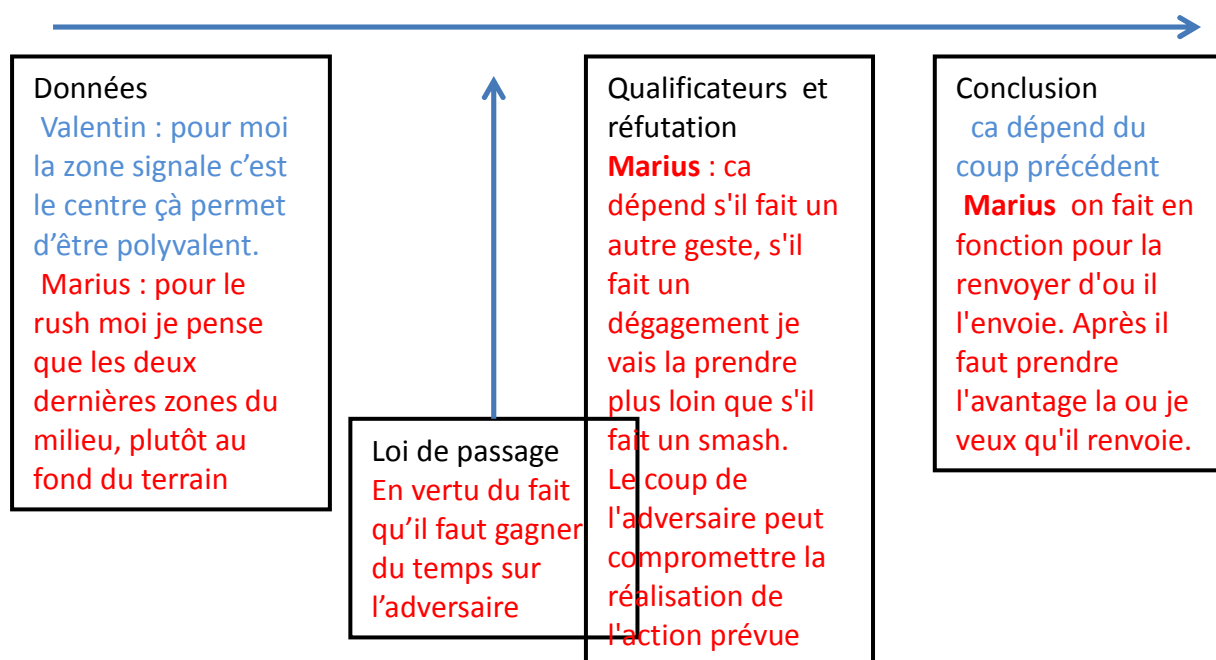 Données
Valentin : pour moi
la zone signale c’est
le centre çà permet
d’être polyvalent.
Marius : pour le
rush moi je pense
que les deux
dernières zones du
milieu, plutôt au
fond du terrain
Loi de passage
En vertu du fait
qu’il faut gagner
du temps sur
l’adversaire
Qualificateurs et
réfutation
Marius : ca
dépend s'il fait un
autre geste, s'il
fait un
dégagement je
vais la prendre
plus loin que s'il
fait un smash.
Le coup de
l'adversaire peut
compromettre la
réalisation de
l'action prévue
Conclusion
ca dépend du
coup précédent
Marius on fait en
fonction pour la
renvoyer d'ou il
l'envoie. Après il
faut prendre
l'avantage la ou je
veux qu'il renvoie.